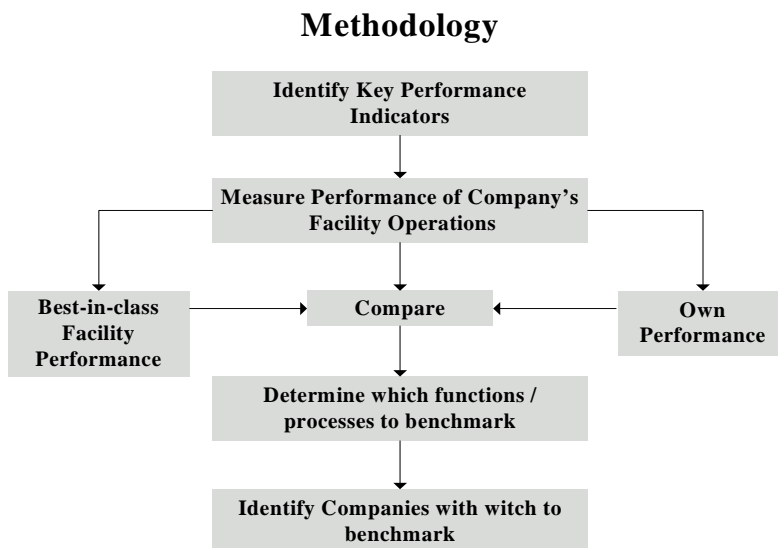 Methodology
Identify Key Performance
Indicators
Measure Performance of Company's
Facility Operations
Best-in-class
Facility
Performance
Compare
Own
Performance
Determine which functions /
processes to benchmark
Identify Companies with witch to
benchmark